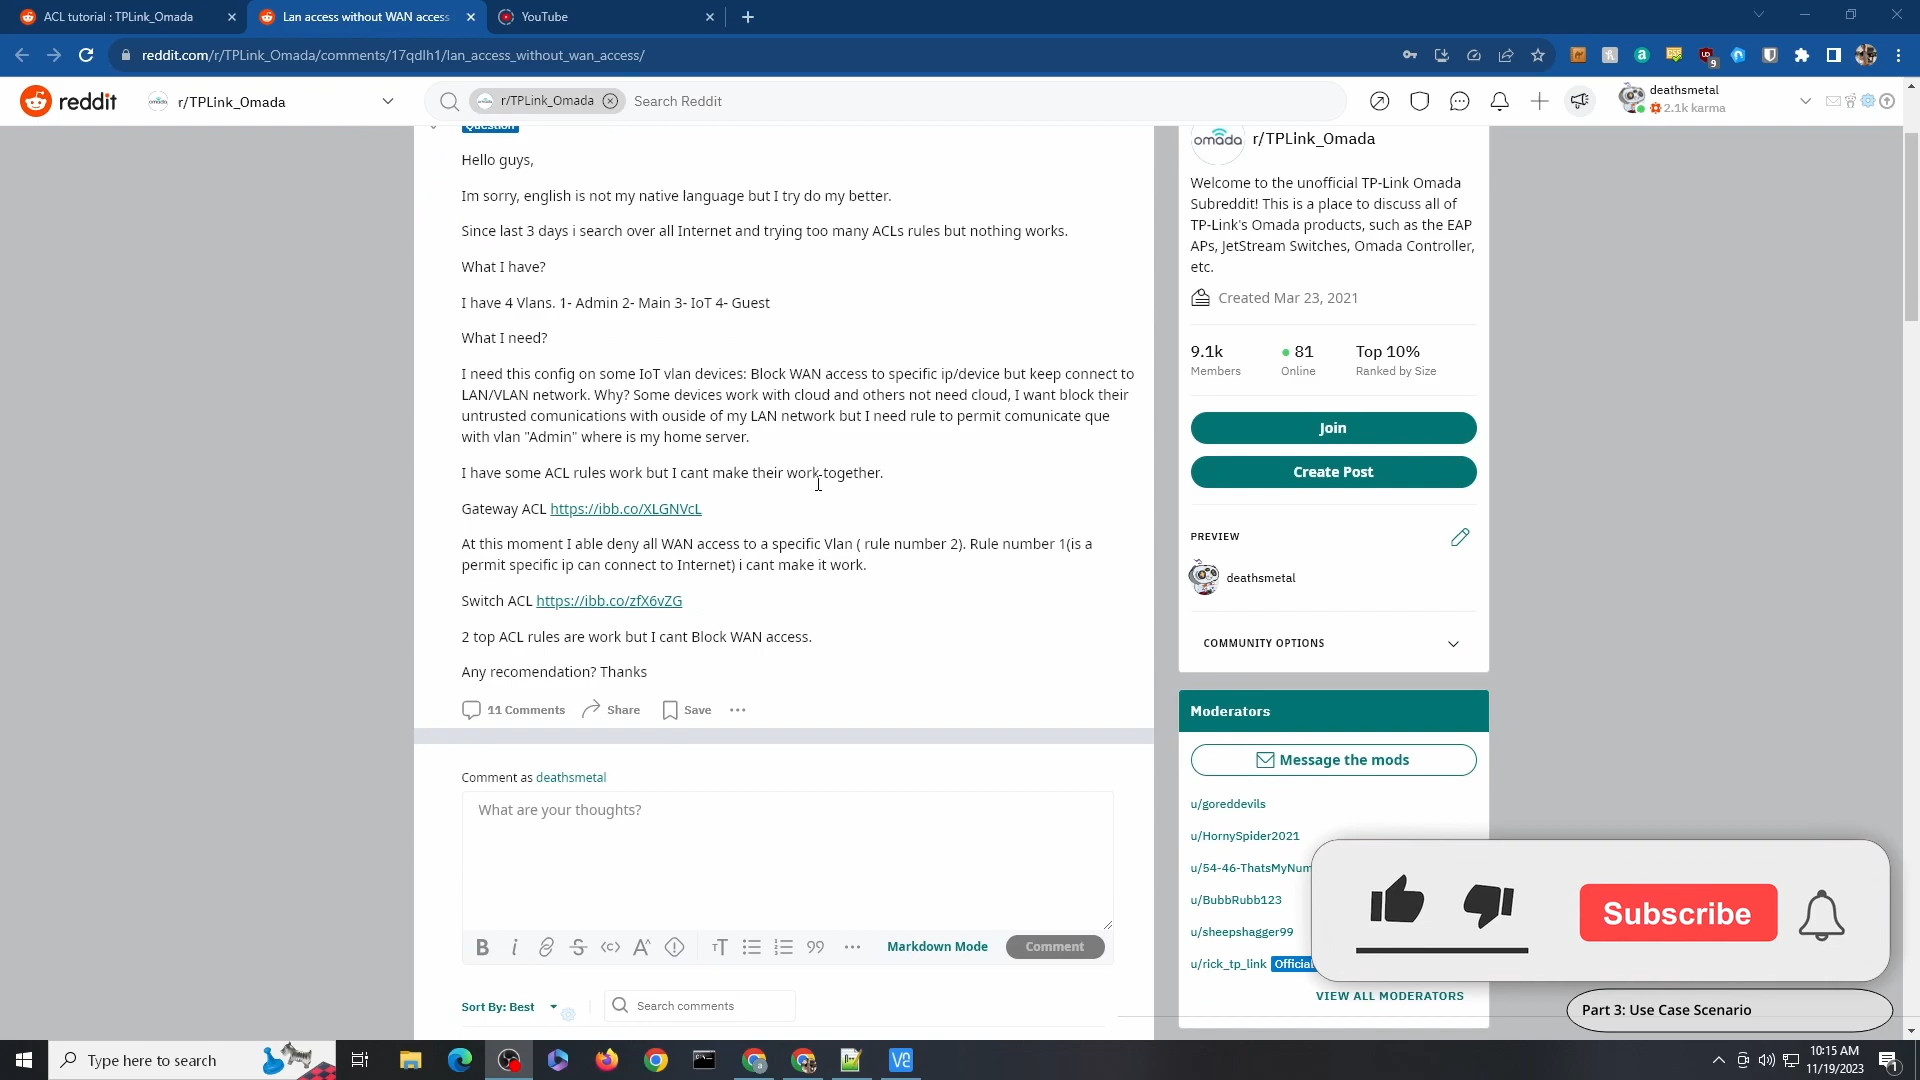 ACL tutorial : TPLink_Omada
Lan access without WAN access
YouTube
reddit.com/r/TPLink_Omada/comments/17qdlh1/lan_access_without_wan_access/
9
reddit
r/TPLink_Omada
r/TPLink_Omada
Search Reddit
deathsmetal
2.1k karma
Question
Hello guys,
Im sorry, english is not my native language but I try do my better.
Since last 3 days i search over all Internet and trying too many ACLs rules but nothing works.
What I have?
I have 4 Vlans. 1- Admin 2- Main 3- IoT 4- Guest
What I need?
I need this config on some IoT vlan devices: Block WAN access to specific ip/device but keep connect to
LAN/VLAN network. Why? Some devices work with cloud and others not need cloud, I want block their
untrusted comunications with ouside of my LAN network but I need rule to permit comunicate que
with vlan "Admin" where is my home server.
I have some ACL rules work but I cant make their work together.
Gateway ACL https://ibb.co/XLGNVcL
At this moment I able deny all WAN access to a specific Vlan ( rule number 2). Rule number 1(is a
permit specific ip can connect to Internet) i cant make it work.
Switch ACL https://ibb.co/zfX6vZG
2 top ACL rules are work but I cant Block WAN access.
Any recomendation? Thanks
11 Comments
Share
Save
Comment as deathsmetal
What are your thoughts?
Markdown Mode
Comment
Sort By: Best
Search comments
omada
r/TPLink_Omada
Welcome to the unofficial TP-Link Omada
Subreddit! This is a place to discuss all of
TP-Link's Omada products, such as the EAP
APs, JetStream Switches, Omada Controller,
etc.
Created Mar 23, 2021
9.1k
81
Top 10%
Members
Online
Ranked by Size
Join
Create Post
PREVIEW
deathsmetal
COMMUNITY OPTIONS
Moderators
Message the mods
u/goreddevils
u/HornySpider2021
u/54-46-ThatsMyNum
u/BubbRubb123
u/sheepshagger99
u/rick_tp_link Official
VIEW ALL MODERATORS
Subscribe
Part 3: Use Case Scenario
Type here to search
10:15 AM
11/19/2023
1